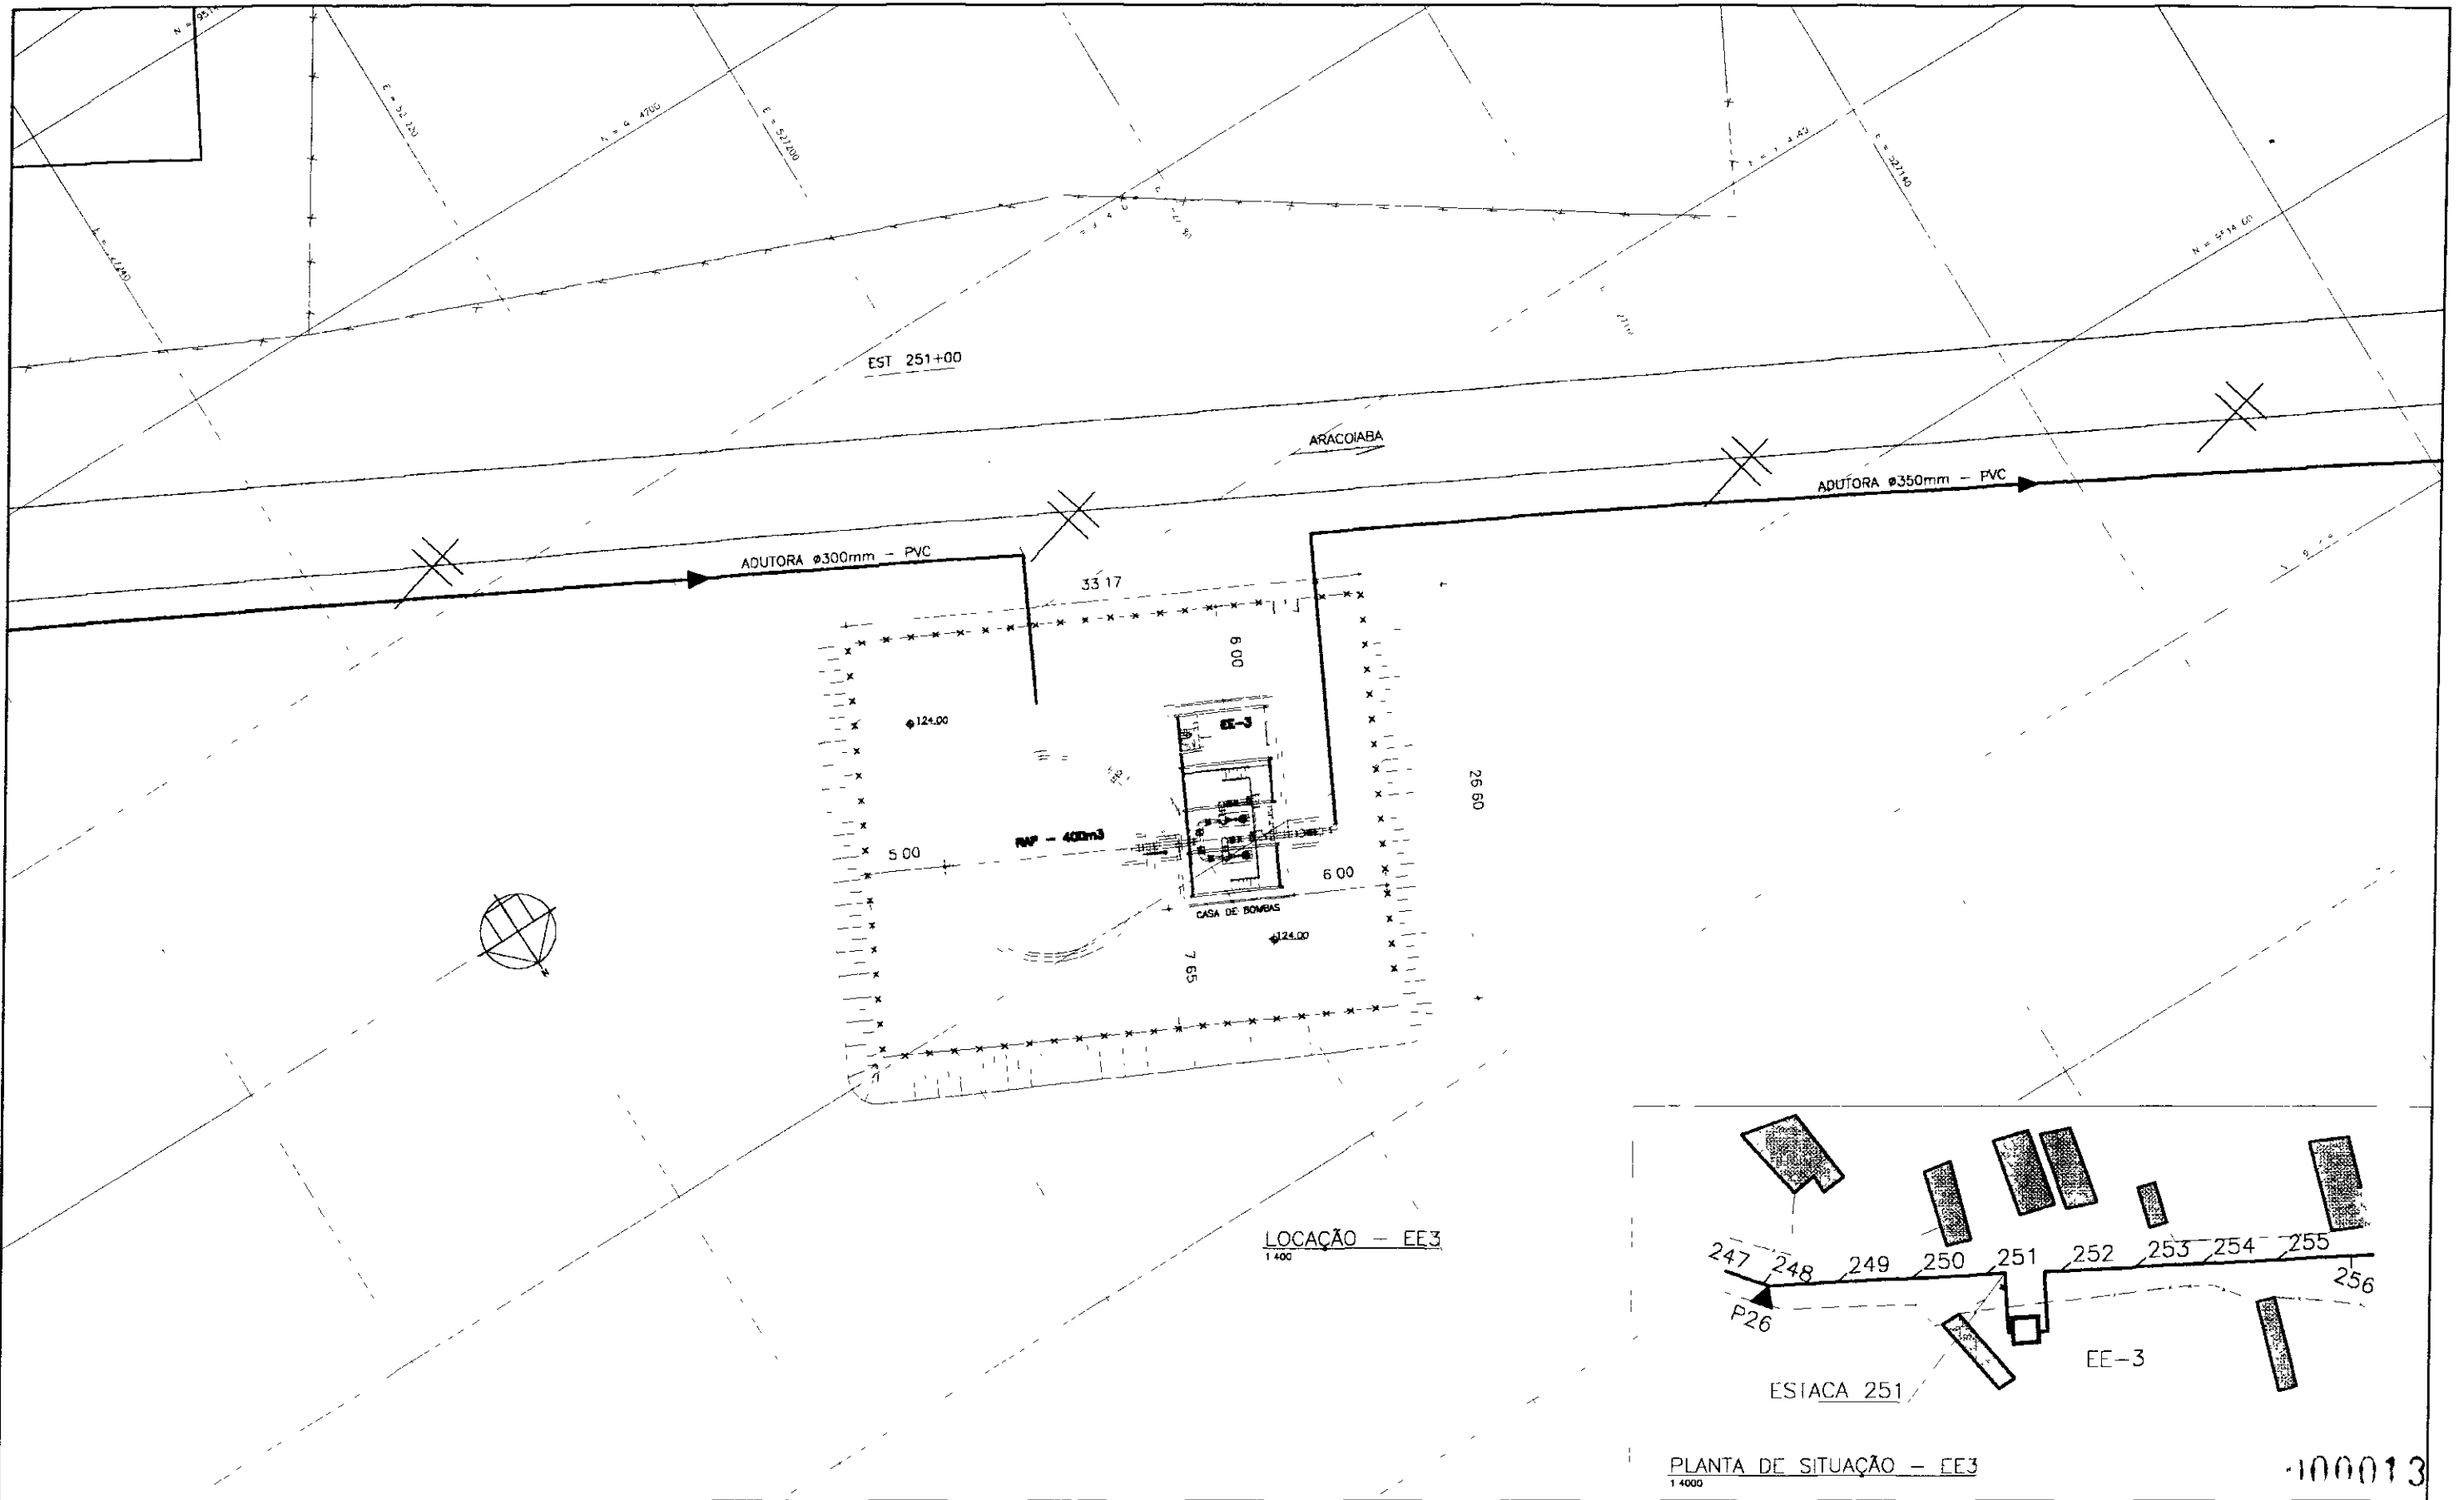 E = 527200
E = 527140
EST 251+00
ARACOIABA
ADUTORA ø350mm - PVC
ADUTORA ø300mm - PVC
33 17
6 00
124.00
EE-3
26 60
RAP - 400m3
5 00
6 00
CASA DE BOMBAS
124.00
7 65
N
LOCAÇÃO - EE3
1 400
247
248
249
250
251
252
253
254
255
256
P26
EE-3
ESTACA 251
PLANTA DE SITUAÇÃO - EE3
1 4000
100013